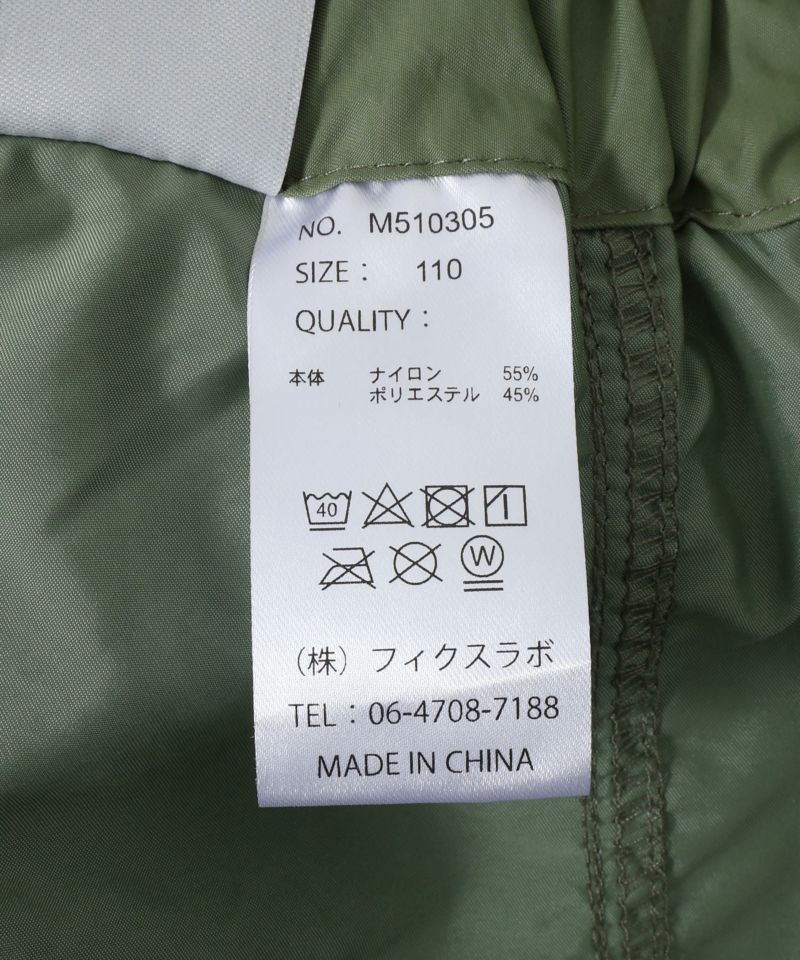 NO. M510305
SIZE： 110
QUALITY：
本体 ナイロン 55%
ポリエステル 45%
40
W
（株）フィクスラボ
TEL：06-4708-7188
MADE IN CHINA